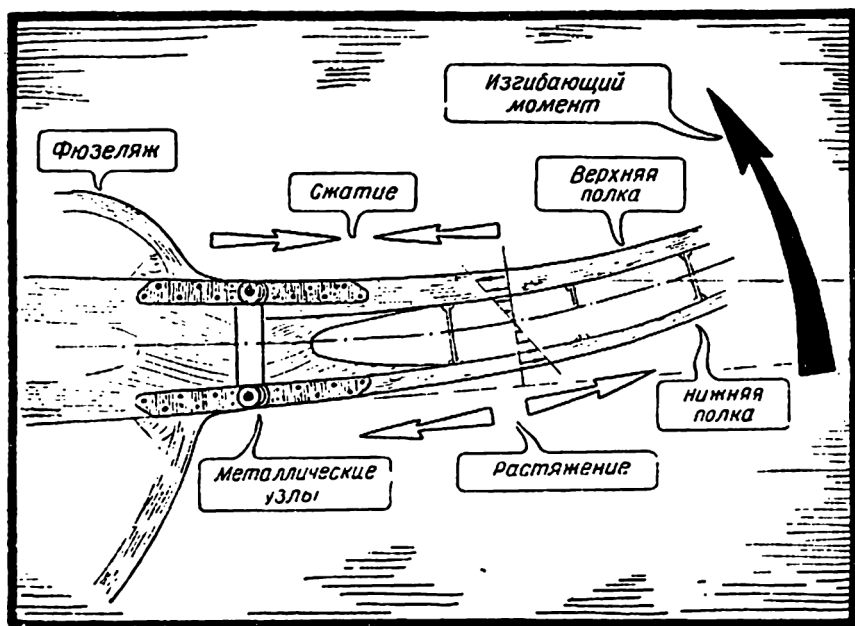 Изгибающий
момент
Фюзеляж
Сжатие
Верхняя
полка
нижняя
полка
Металлические
узлы
Растяжение